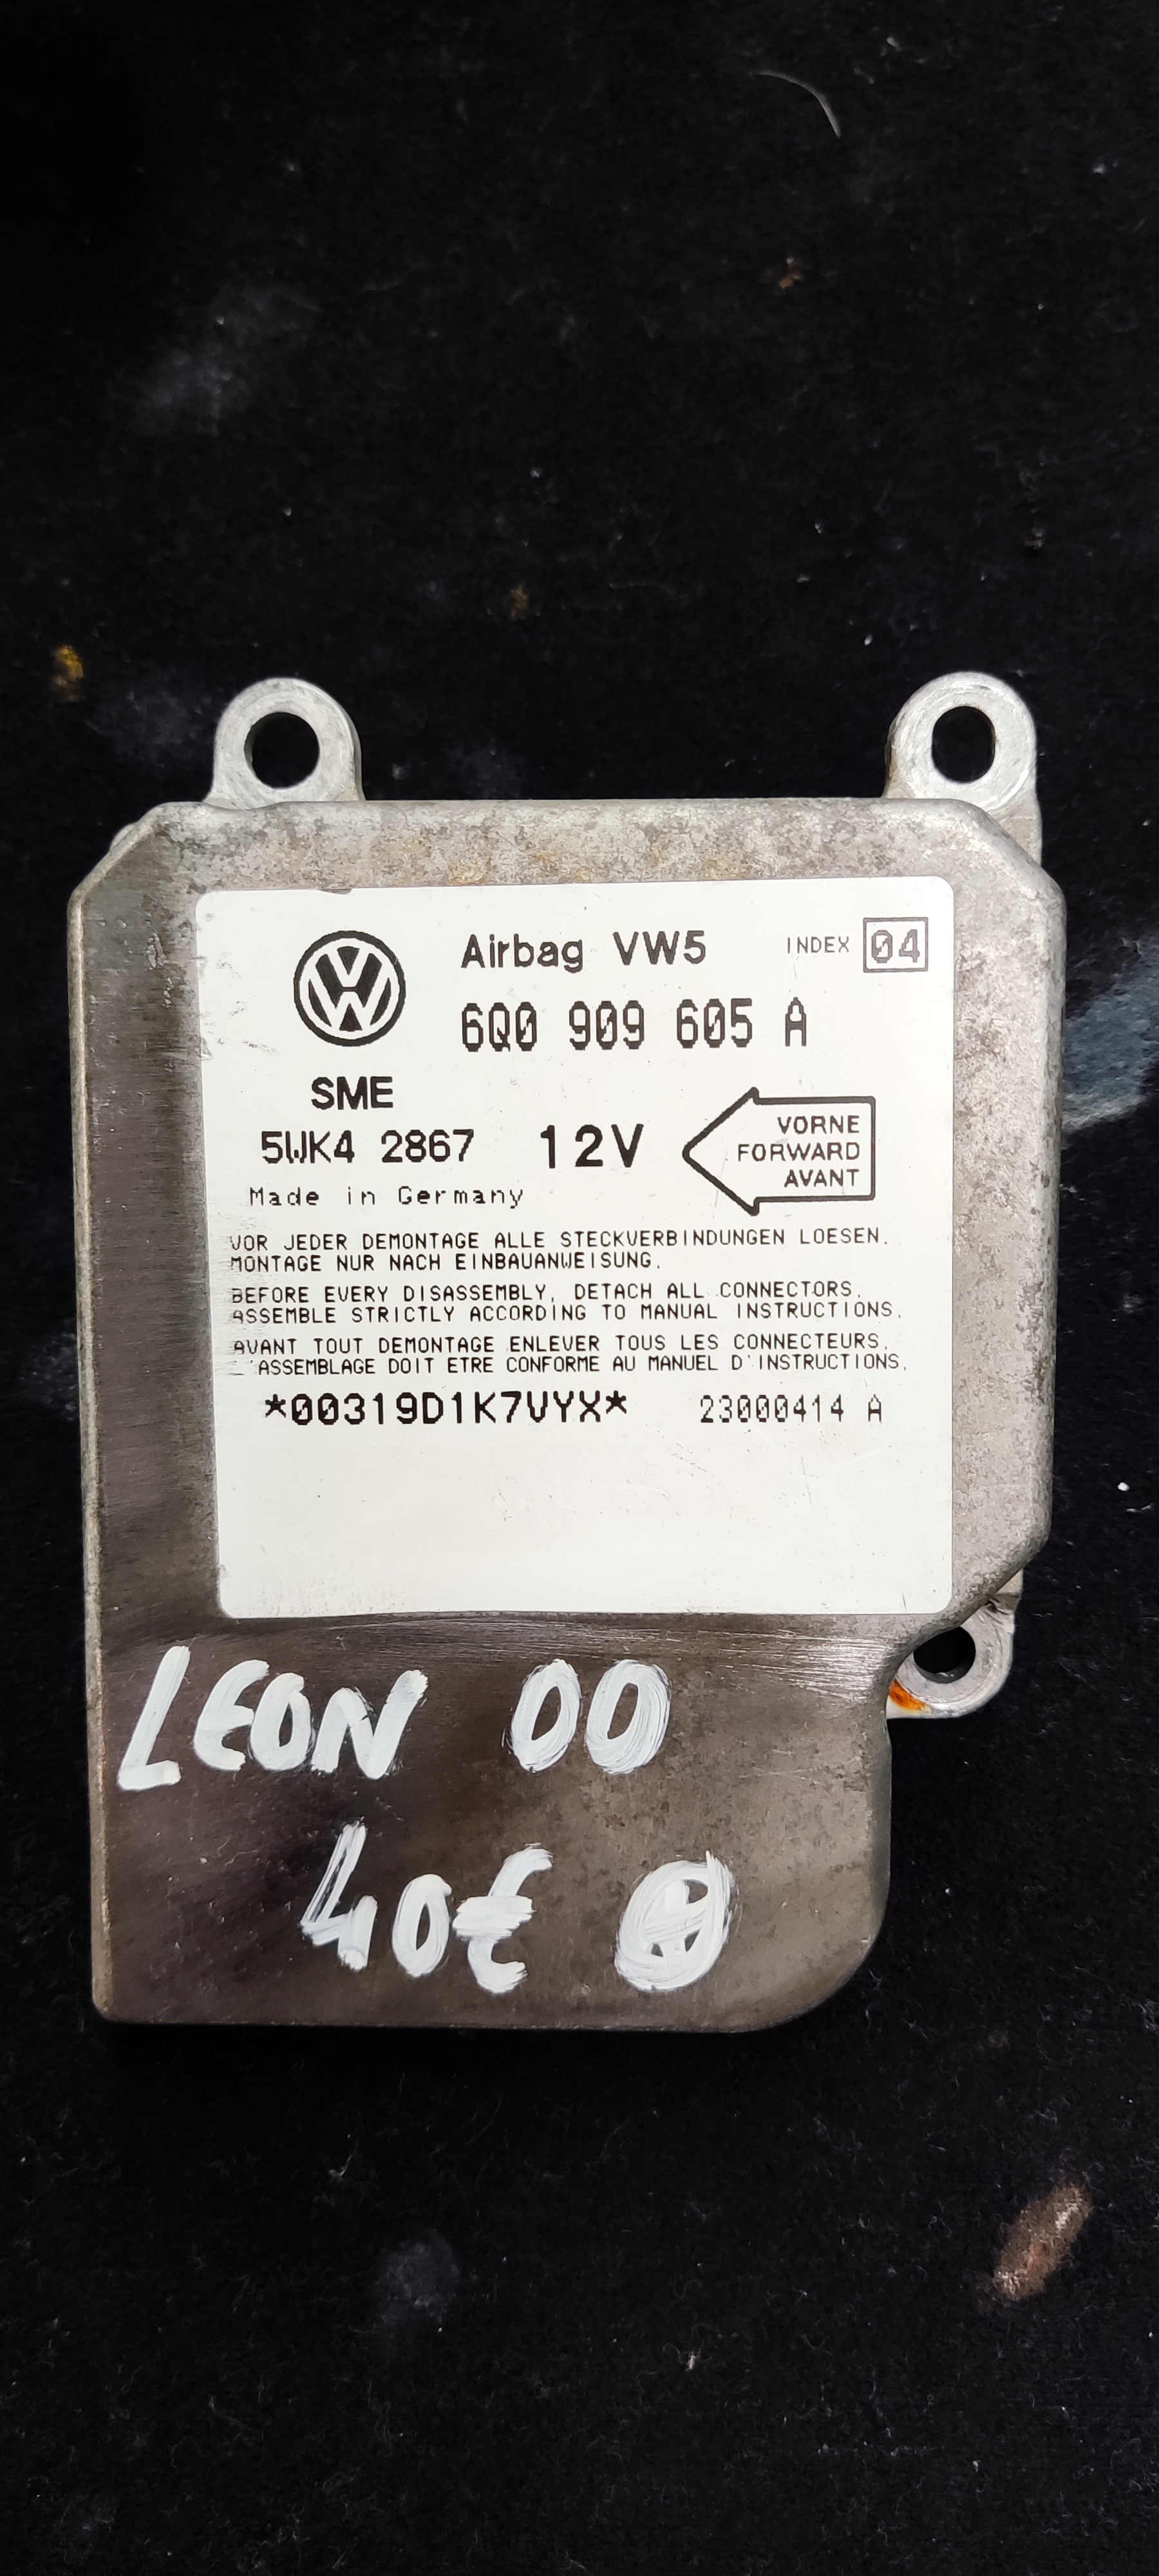 Airbag VW5 INDEX 04
6Q0 909 605 A
SME
5WK4 2867 12V
VORNE
FORWARD
AVANT
Made in Germany
VOR JEDER DEMONTAGE ALLE STECKVERBINDUNGEN LOESEN.
MONTAGE NUR NACH EINBAUANWEISUNG.
BEFORE EVERY DISASSEMBLY, DETACH ALL CONNECTORS.
ASSEMBLE STRICTLY ACCORDING TO MANUAL INSTRUCTIONS.
AVANT TOUT DEMONTAGE ENLEVER TOUS LES CONNECTEURS.
L'ASSEMBLAGE DOIT ETRE CONFORME AU MANUEL D'INSTRUCTIONS.
*00319D1K7VYX* 23000414 A
LEON 00
40€